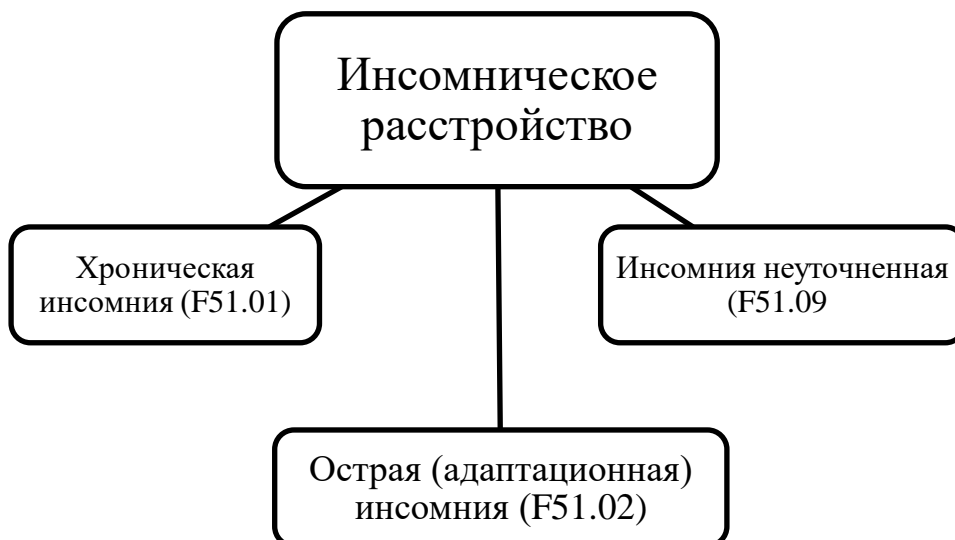 Инсомническое
расстройство
Хроническая
инсомния (F51.01)
Инсомния неуточненная
(F51.09
Острая (адаптационная)
инсомния (F51.02)